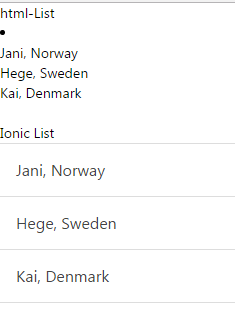 html-List
•
Jani, Norway
Hege, Sweden
Kai, Denmark
Ionic List
Jani, Norway
Hege, Sweden
Kai, Denmark